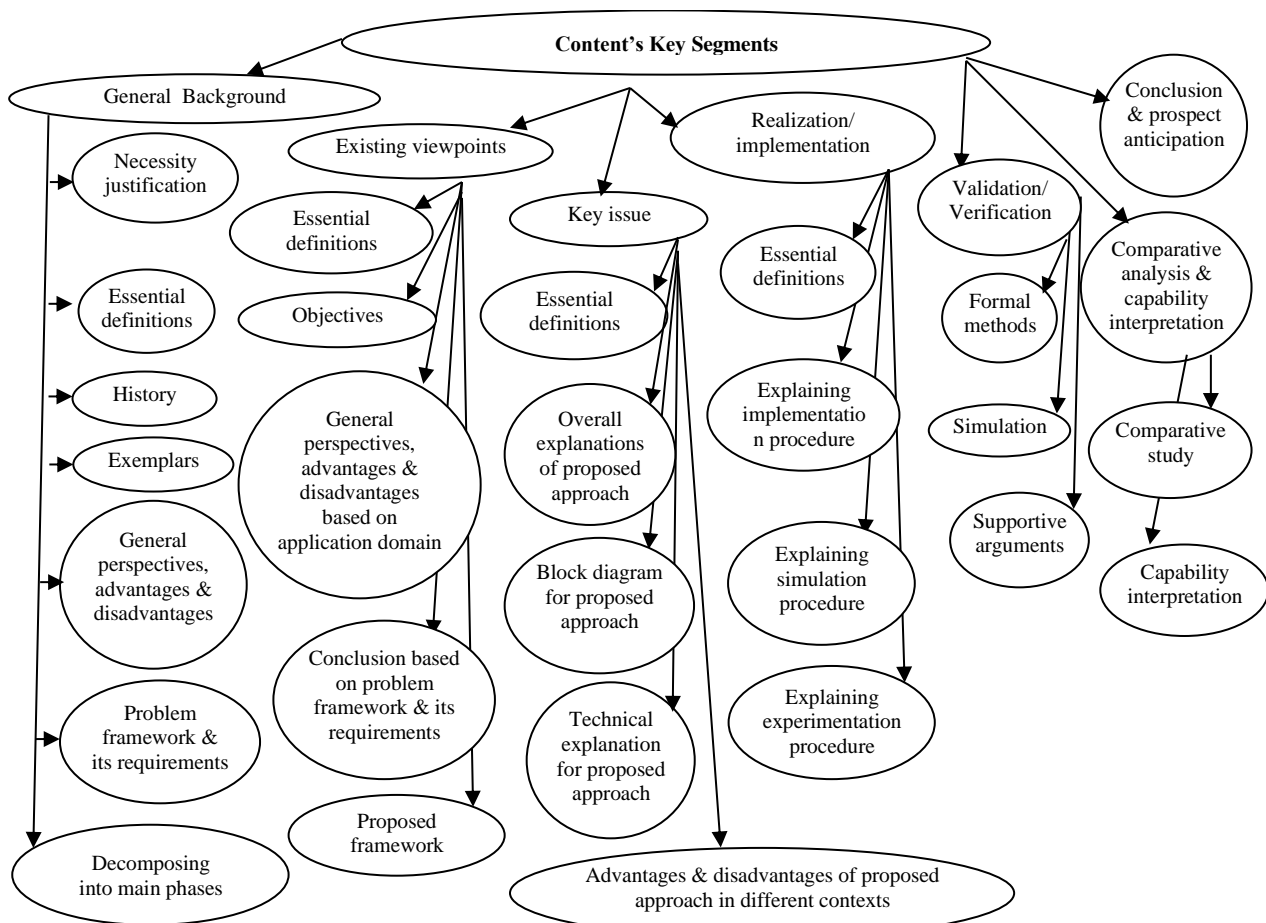 Content's Key Segments
General Background
Necessity
justification
Essential
definitions
History
Exemplars
General
perspectives,
advantages &
disadvantages
Problem
framework &
its requirements
Decomposing
into main phases
Existing viewpoints
Essential
definitions
Objectives
General
perspectives,
advantages &
disadvantages
based on
application domain
Conclusion based
on problem
framework & its
requirements
Proposed
framework
Key issue
Essential
definitions
Overall
explanations
of proposed
approach
Block diagram
for proposed
approach
Technical
explanation
for proposed
approach
Advantages & disadvantages of proposed
approach in different contexts
Realization/
implementation
Essential
definitions
Explaining
implementatio
n procedure
Explaining
simulation
procedure
Explaining
experimentation
procedure
Validation/
Verification
Formal
methods
Simulation
Supportive
arguments
Comparative
analysis &
capability
interpretation
Comparative
study
Capability
interpretation
Conclusion
& prospect
anticipation